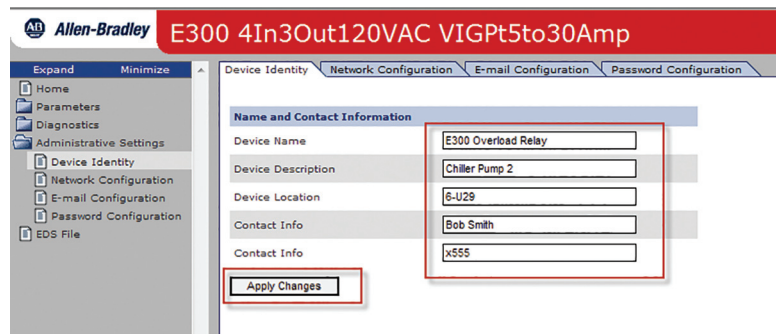 AB Allen-Bradley E300 4In3Out120VAC VIGPt5to30Amp
Expand Minimize
Home
Parameters
Diagnostics
Administrative Settings
Device Identity
Network Configuration
E-mail Configuration
Password Configuration
EDS File
Device Identity Network Configuration E-mail Configuration Password Configuration
Name and Contact Information
Device Name E300 Overload Relay
Device Description Chiller Pump 2
Device Location 6-U29
Contact Info Bob Smith
Contact Info x555
Apply Changes